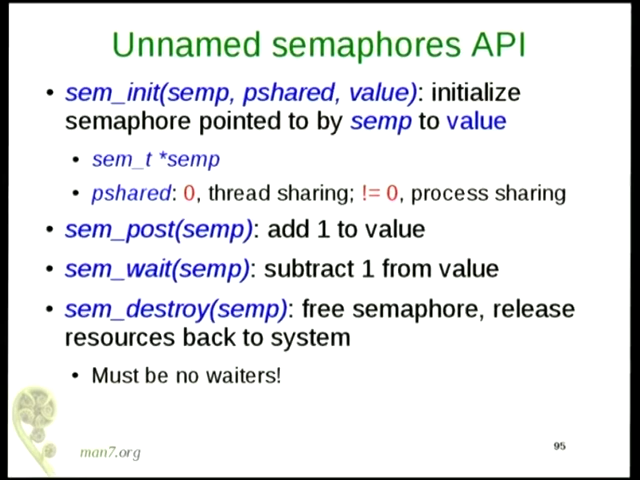 Unnamed semaphores API
• sem_init(semp, pshared, value): initialize
semaphore pointed to by semp to value
• sem_t *semp
• pshared: 0, thread sharing; != 0, process sharing
• sem_post(semp): add 1 to value
• sem_wait(semp): subtract 1 from value
• sem_destroy(semp): free semaphore, release
resources back to system
• Must be no waiters!
man7.org
95